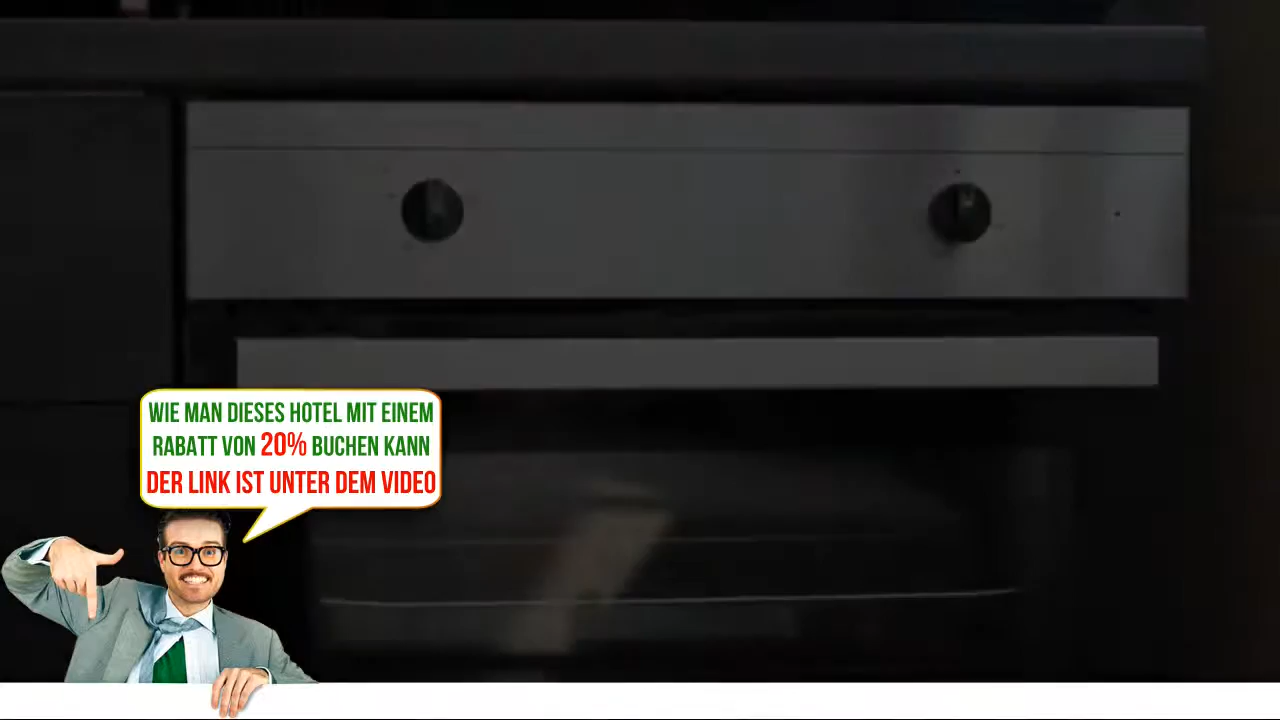 WIE MAN DIESES HOTEL MIT EINEM
RABATT VON 20% BUCHEN KANN
DER LINK IST UNTER DEM VIDEO